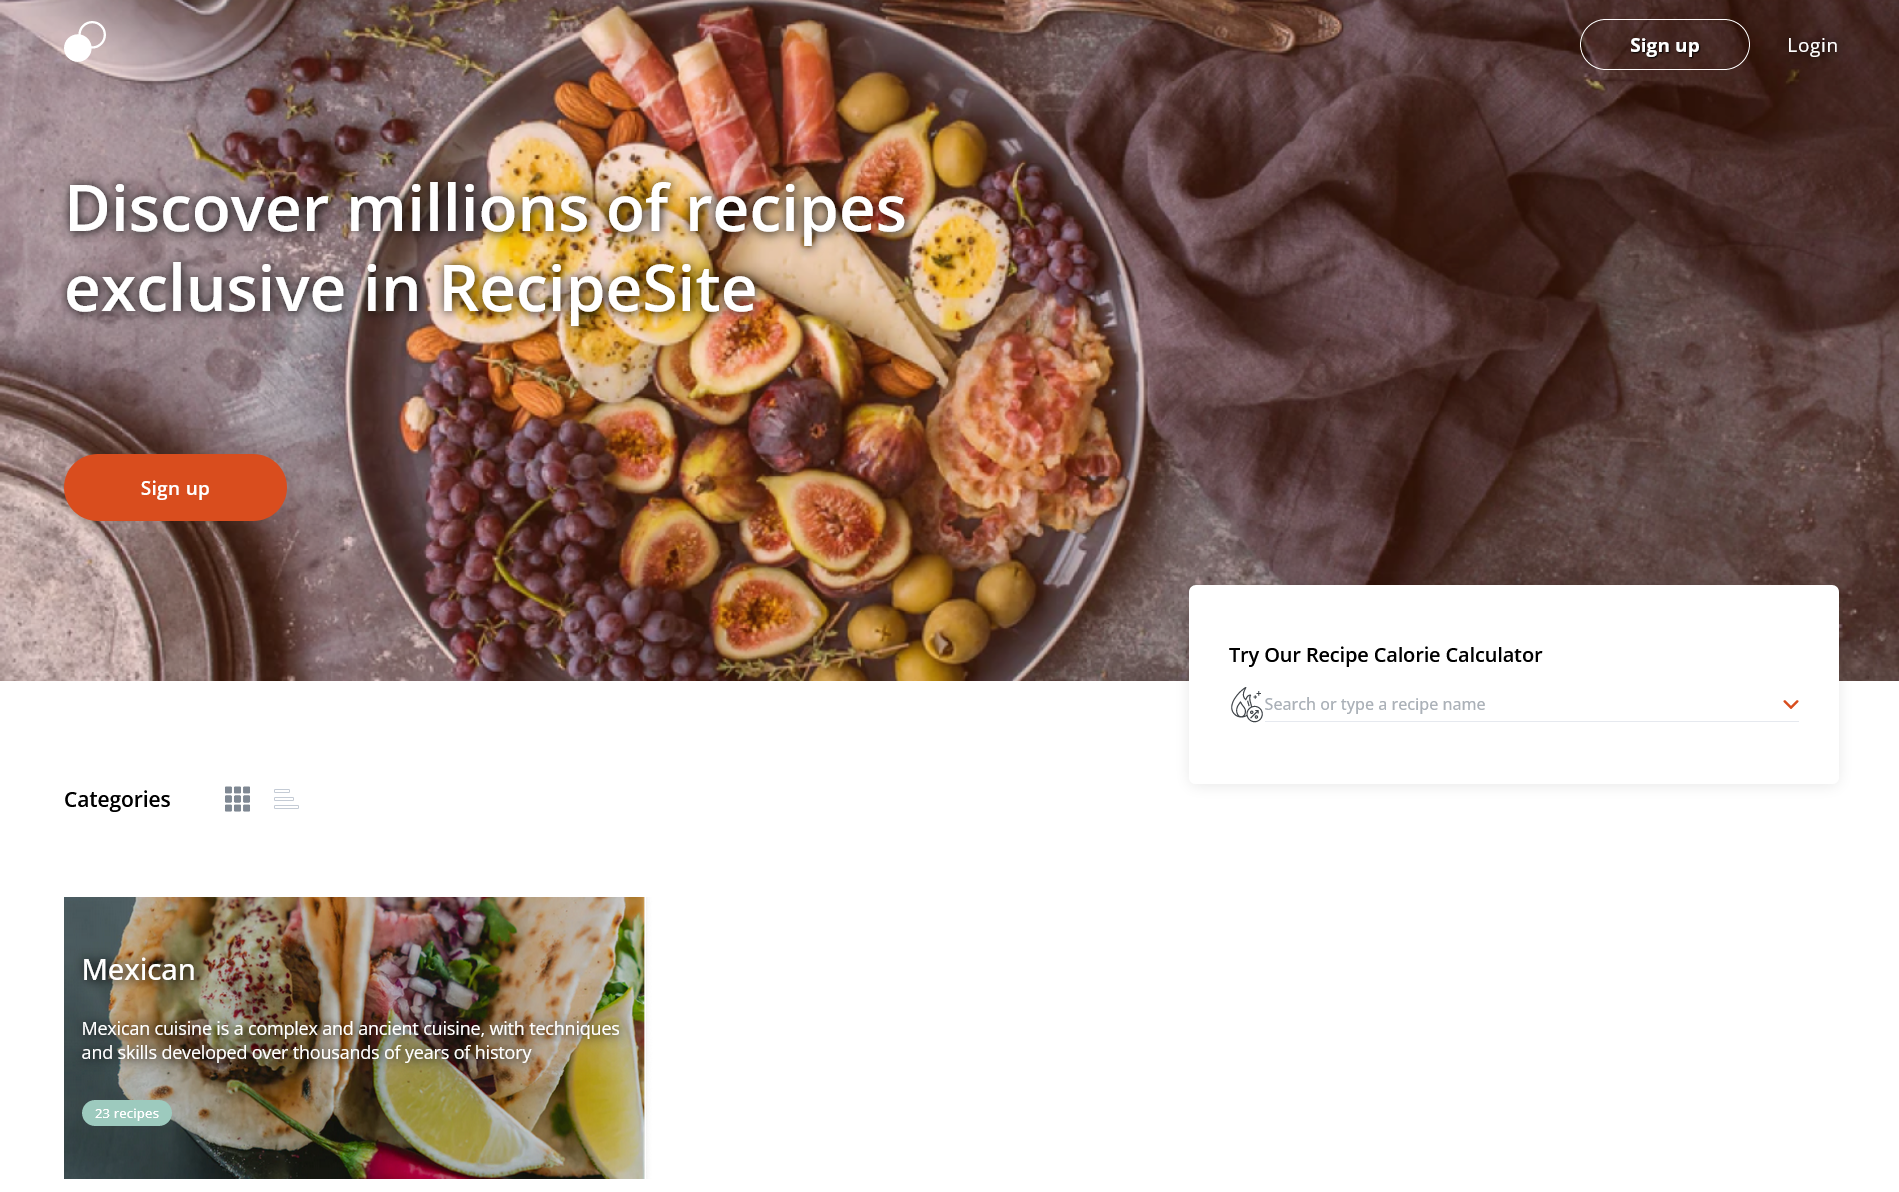 Sign up
Login
Discover millions of recipes
exclusive in RecipeSite
Sign up
Try Our Recipe Calorie Calculator
Search or type a recipe name
Categories
Mexican
Mexican cuisine is a complex and ancient cuisine, with techniques
and skills developed over thousands of years of history
23 recipes